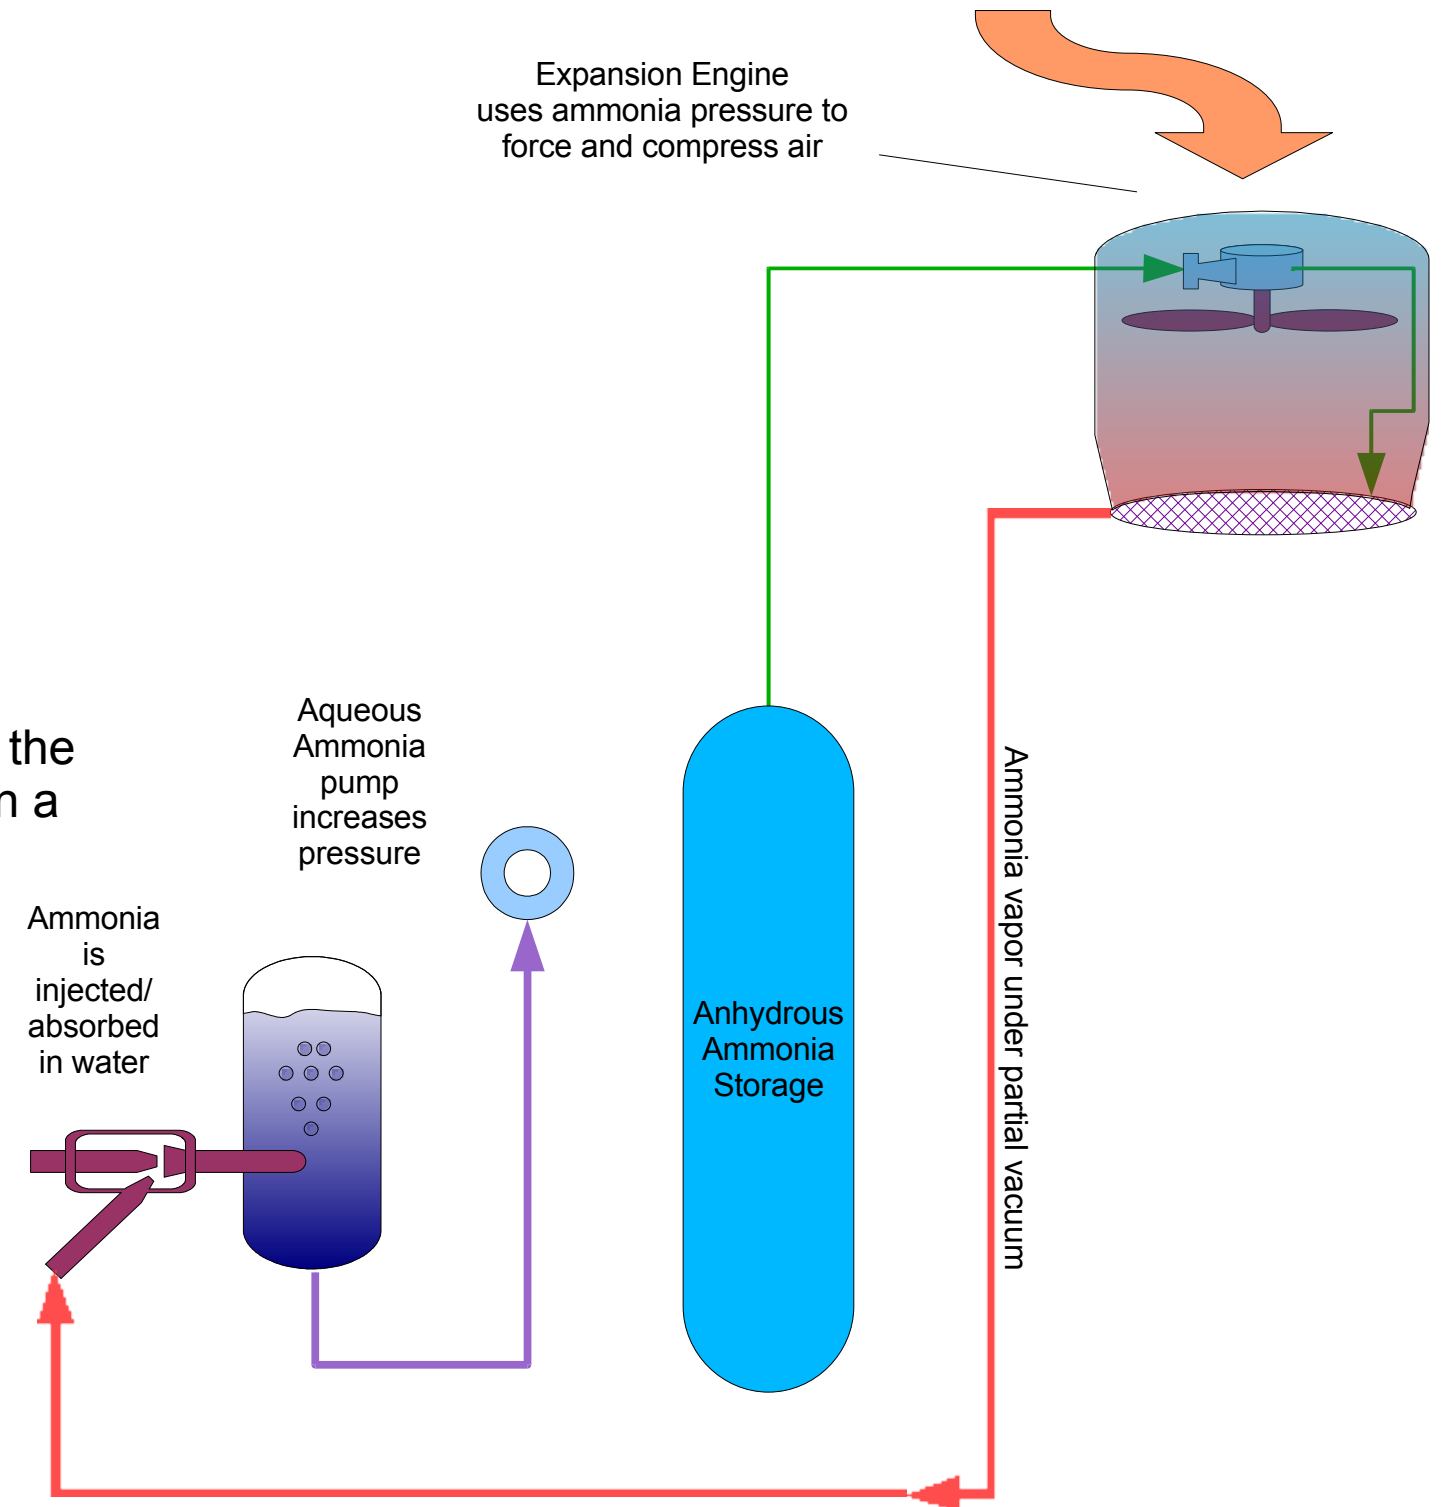 Expansion Engine
uses ammonia pressure to
force and compress air
the
a
Aqueous
Ammonia
pump
increases
pressure
Ammonia
is
injected/
absorbed
in water
Anhydrous
Ammonia
Storage
Ammonia vapor under partial vacuum